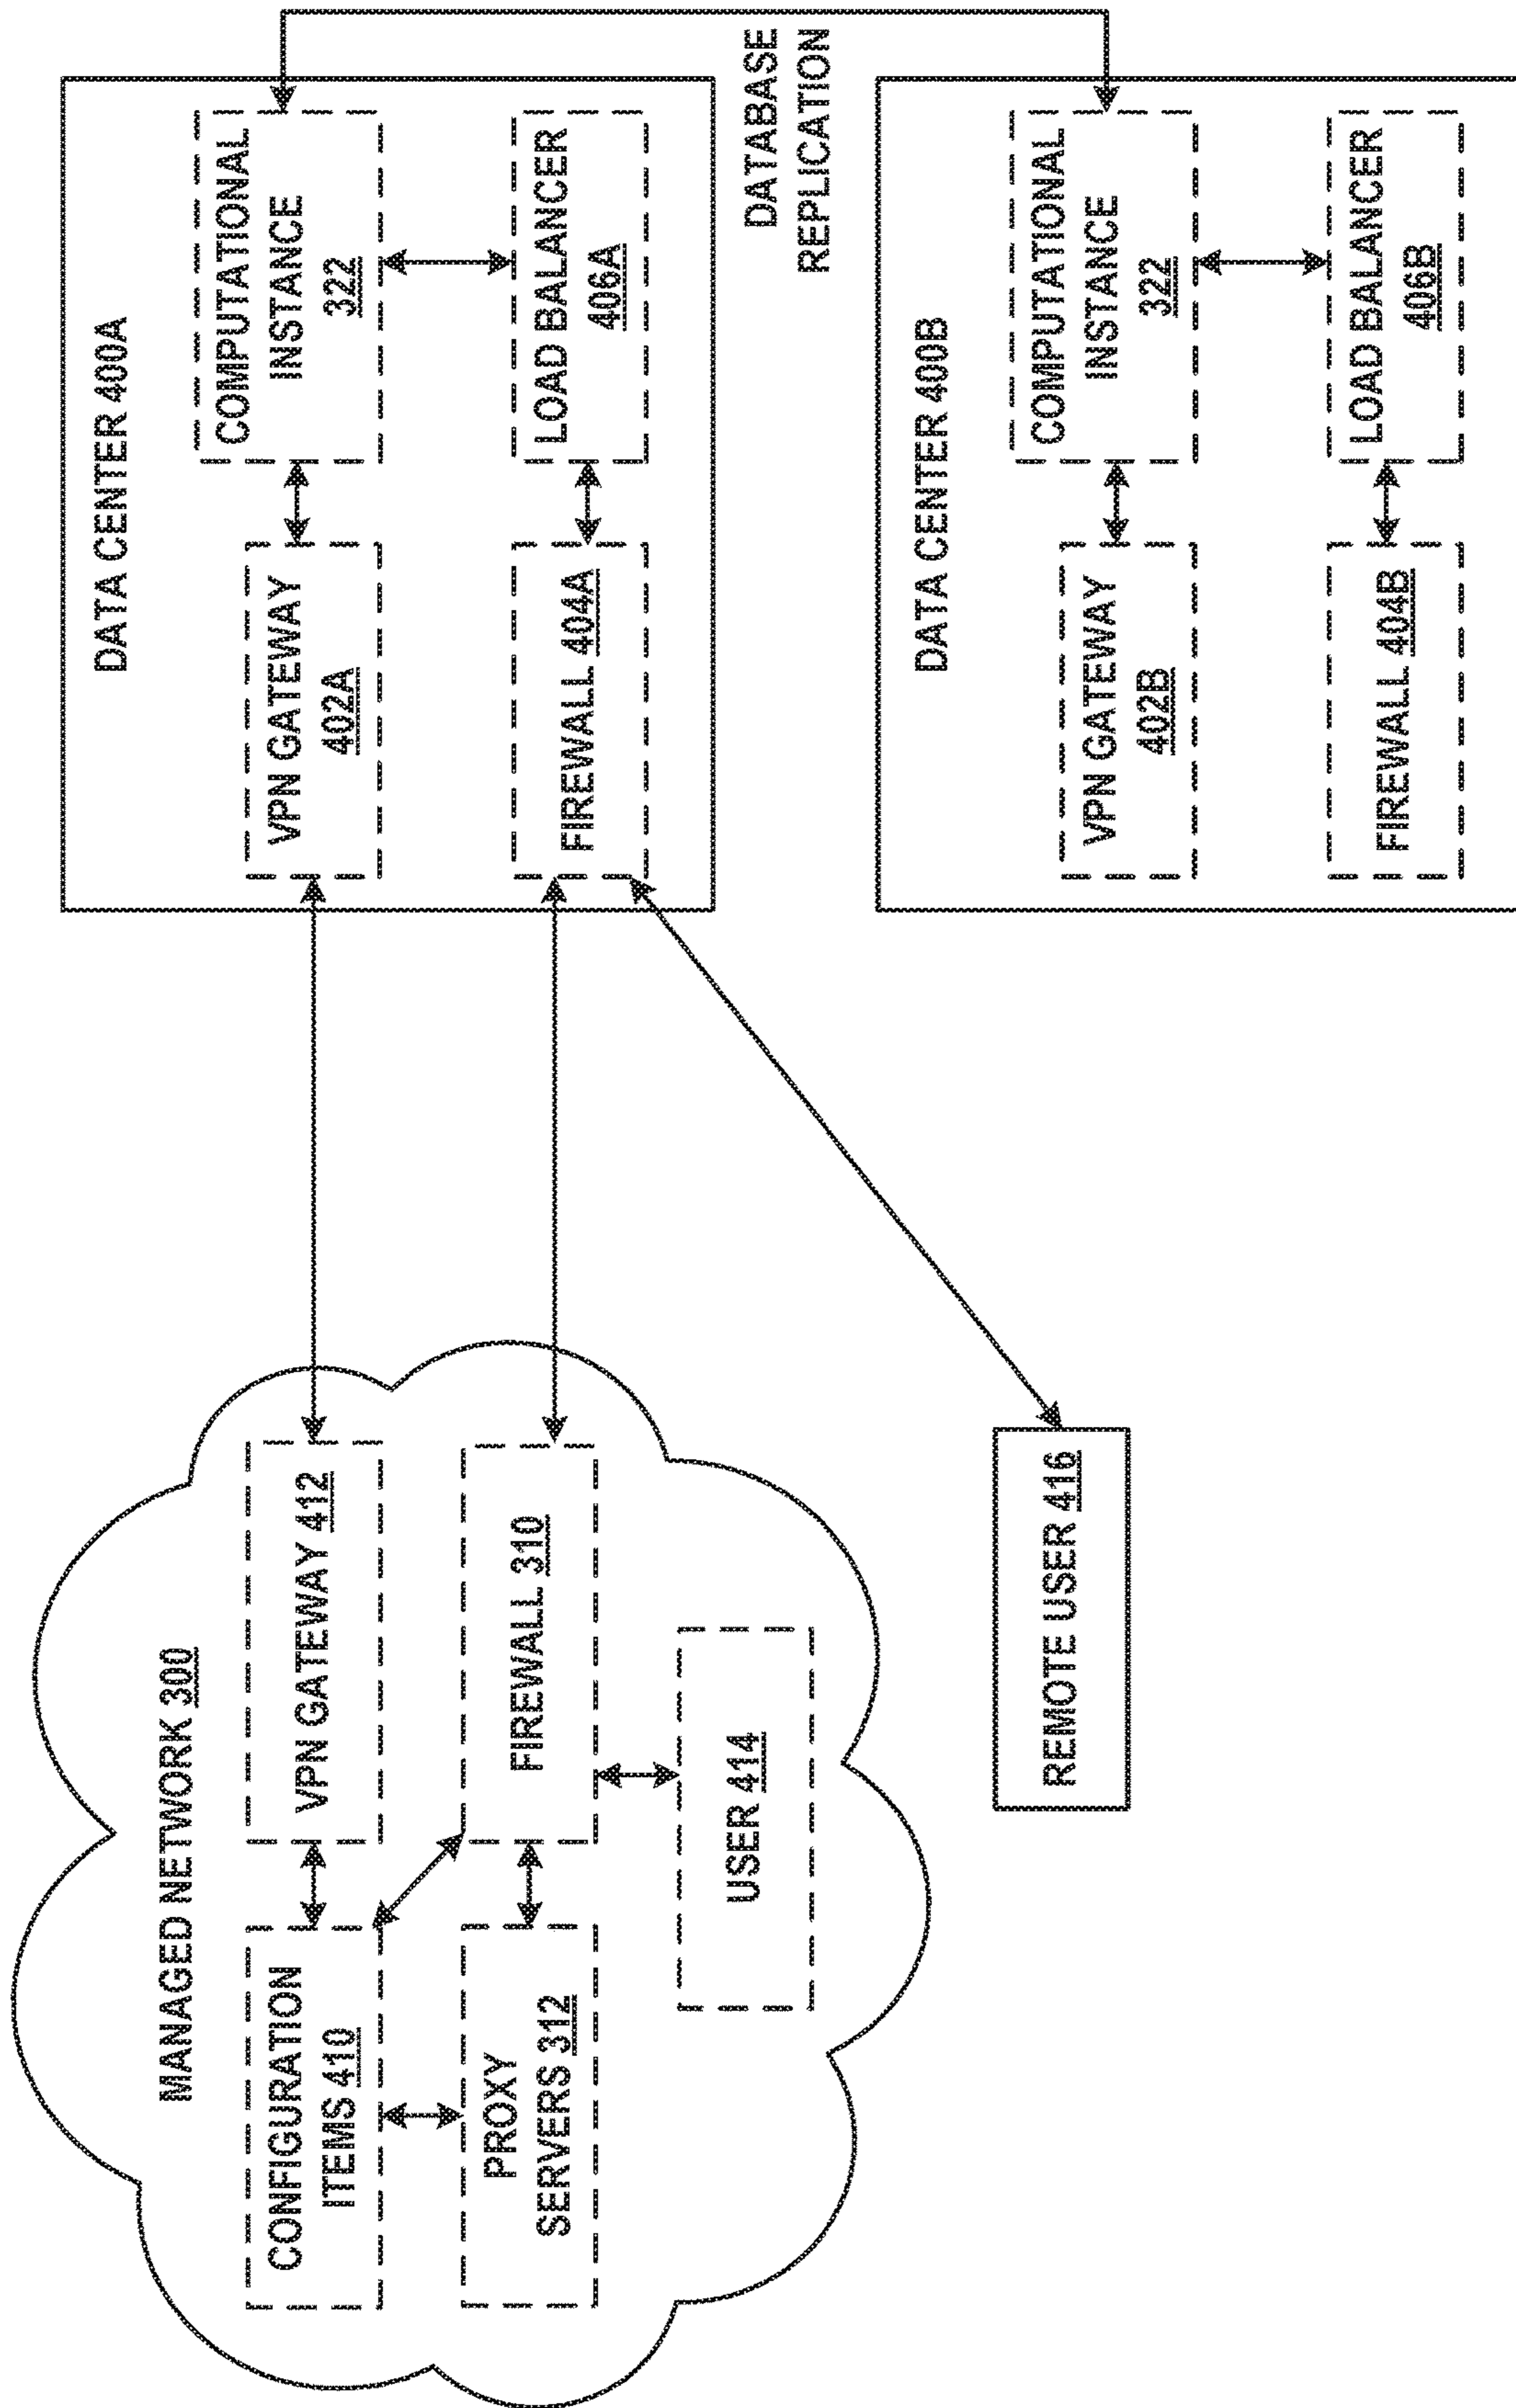 MANAGED NETWORK 300
CONFIGURATION
ITEMS 410
VPN GATEWAY 412
PROXY
SERVERS 312
FIREWALL 310
USER 414
REMOTE USER 416
DATA CENTER 400A
VPN GATEWAY
402A
COMPUTATIONAL
INSTANCE
322
FIREWALL 404A
LOAD BALANCER
406A
DATABASE
REPLICATION
DATA CENTER 400B
VPN GATEWAY
402B
COMPUTATIONAL
INSTANCE
322
FIREWALL 404B
LOAD BALANCER
406B